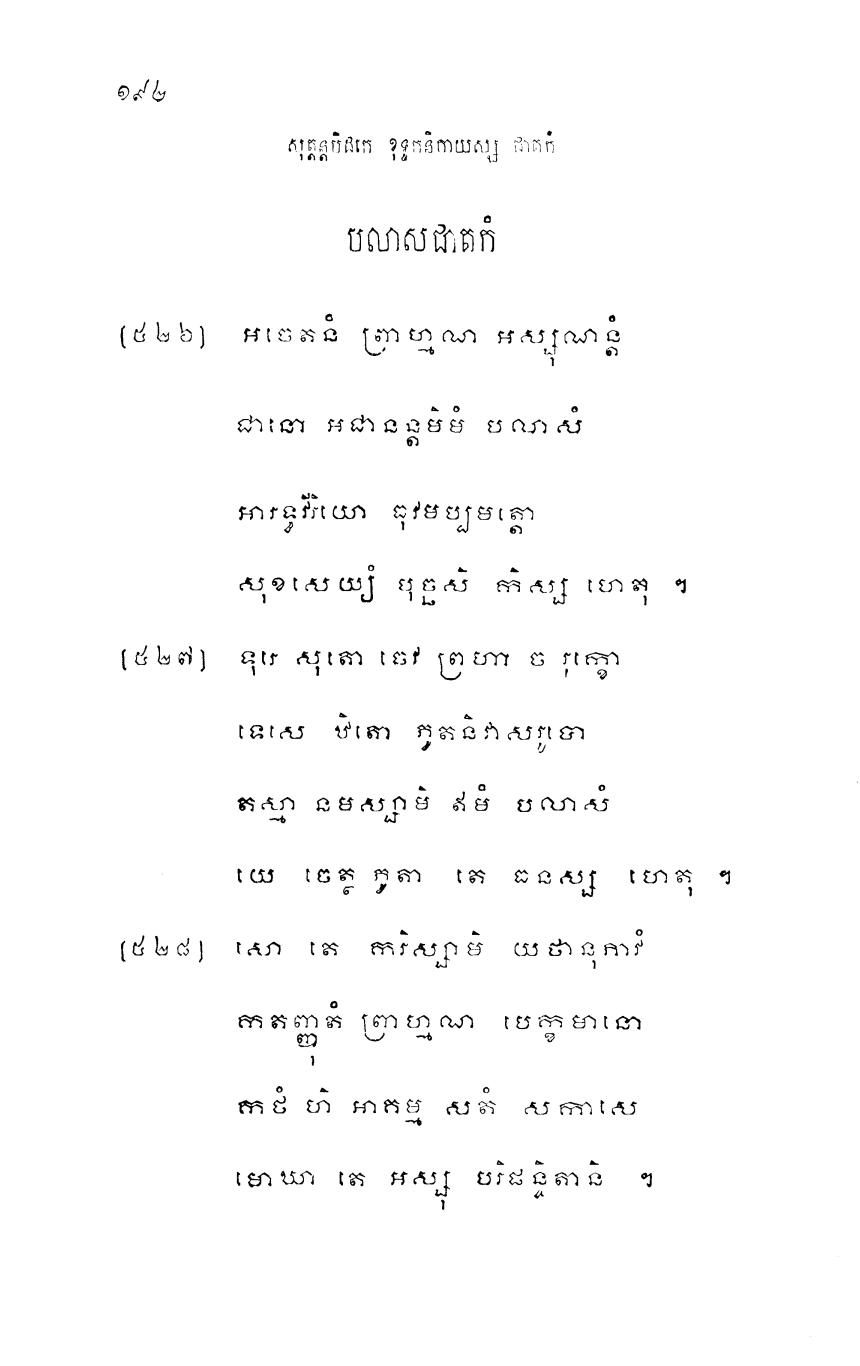 ១៩២
សុត្តន្តបិដកេ ខុទ្ទកនិកាយស្ស ជាតកំ
បលាសជាតកំ
[៥២៦] អចេតនំ ព្រាហ្មណ អស្សុណន្តំ
ជានោ អជានន្តមិមំ បលាសំ
អារទ្ធវិរិយោ ធុវមប្បមត្តោ
សុខសេយ្យំ បុច្ឆសិ កិស្ស ហេតុ ។
[៥២៧] ទុរេ សុតោ ចេវ ព្រហា ច រុក្ខោ
ទេសេ ឋិតោ ភូតនិវាសរូបោ
តស្មា នមស្សាមិ ឥមំ បលាសំ
យេ ចេត្ថ ភូតា តេ ធនស្ស ហេតុ ។
[៥២៨] សោ តេ ករិស្សាមិ យថានុភាវំ
កតញ្ញុតំ ព្រាហ្មណ បេក្ខមានោ
កថំ ហិ អាគម្ម សតំ សកាសេ
មោឃា តេ អស្សុ បរិផន្ទិតានិ ។